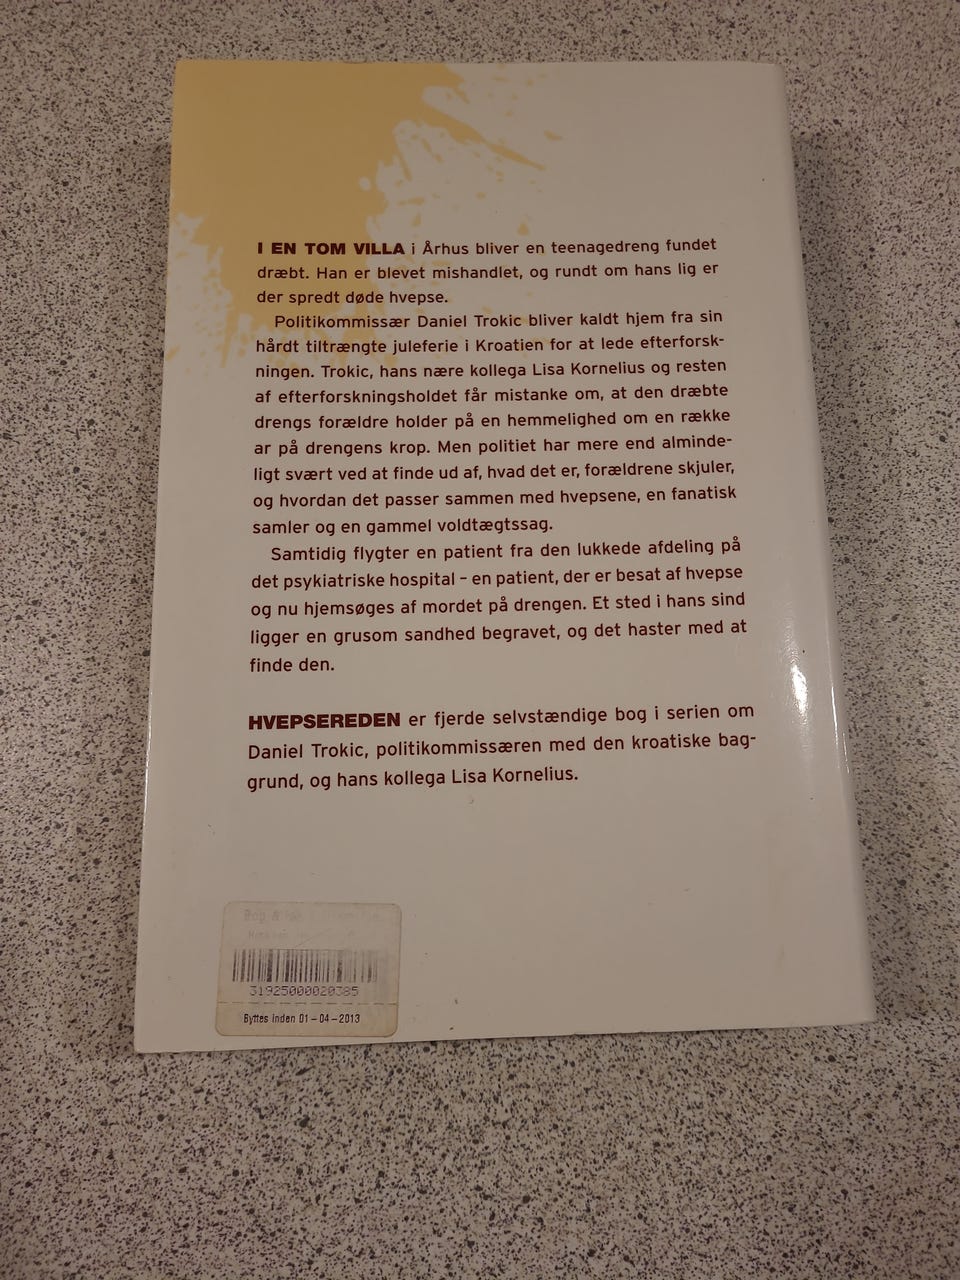 I EN TOM VILLA i Århus bliver en teenagedreng fundet
dræbt. Han er blevet mishandlet, og rundt om hans lig er
der spredt døde hvepse.
Politikommissær Daniel Trokic bliver kaldt hjem fra sin
hårdt tiltrængte juleferie i Kroatien for at lede efterforsk-
ningen. Trokic, hans nære kollega Lisa Kornelius og resten
af efterforskningsholdet får mistanke om, at den dræbte
drengs forældre holder på en hemmelighed om en række
ar på drengens krop. Men politiet har mere end alminde-
ligt svært ved at finde ud af, hvad det er, forældrene skjuler,
og hvordan det passer sammen med hvepsene, en fanatisk
samler og en gammel voldtægtssag.
Samtidig flygter en patient fra den lukkede afdeling på
det psykiatriske hospital – en patient, der er besat af hvepse
og nu hjemsøges af mordet på drengen. Et sted i hans sind
ligger en grusom sandhed begravet, og det haster med at
finde den.
HVEPSEREDEN er fjerde selvstændige bog i serien om
Daniel Trokic, politikommissæren med den kroatiske bag-
grund, og hans kollega Lisa Kornelius.
31925000020385
Byttes inden 01-04-2013